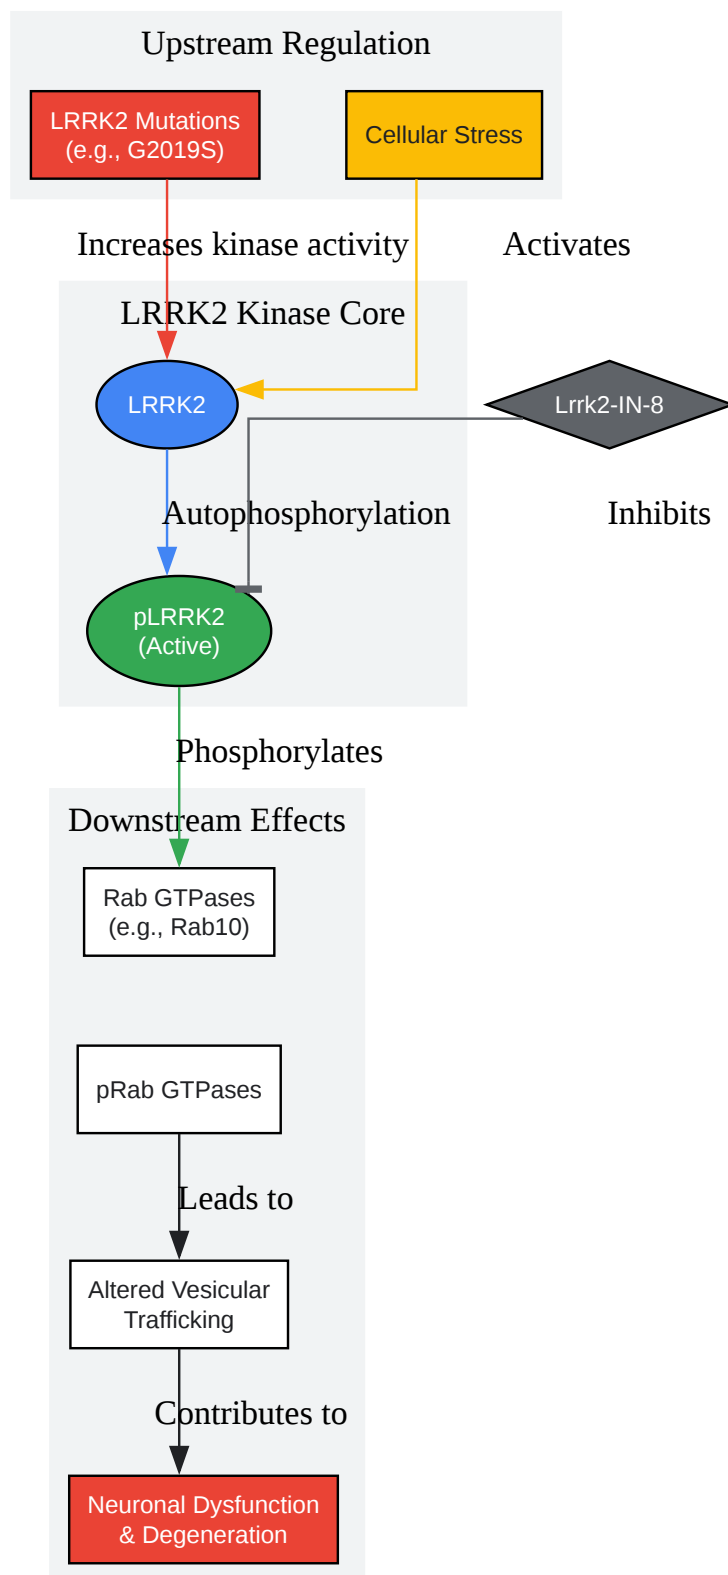 Upstream Regulation
LRRK2 Mutations
(e.g., G2019S)
Cellular Stress
Increases kinase activity
Activates
LRRK2 Kinase Core
LRRK2
Lrrk2-IN-8
Autophosphorylation
Inhibits
pLRRK2
(Active)
Phosphorylates
Downstream Effects
Rab GTPases
(e.g., Rab10)
pRab GTPases
Leads to
Altered Vesicular
Trafficking
Contributes to
Neuronal Dysfunction
& Degeneration